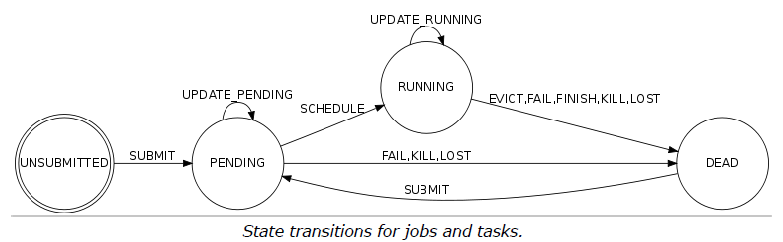 UPDATE_RUNNING
RUNNING
UPDATE_PENDING
SCHEDULE
EVICT,FAIL,FINISH,KILL,LOST
UNSUBMITTED
SUBMIT
PENDING
FAIL,KILL,LOST
DEAD
SUBMIT
State transitions for jobs and tasks.